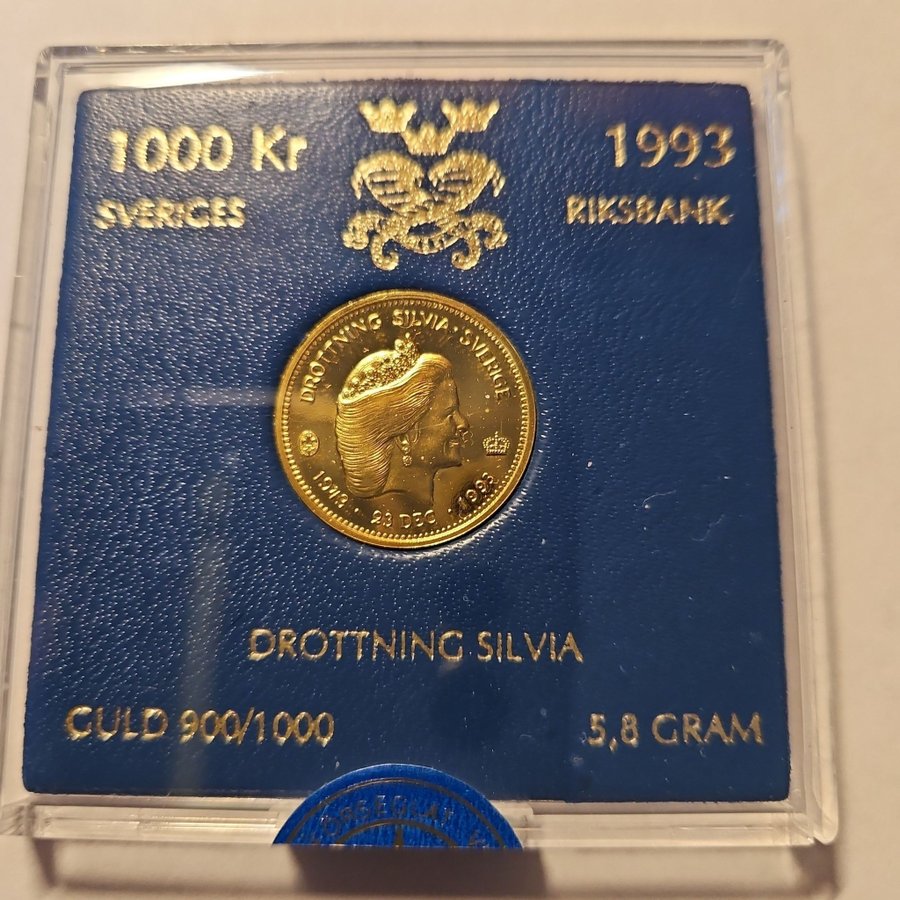 1000 Kr
1993
SVERIGES
RIKSBANK
DROTTNING SILVIA · SVERIGE
1943 · 23 DEC · 1993
DROTTNING SILVIA
GULD 900/1000
5,8 GRAM